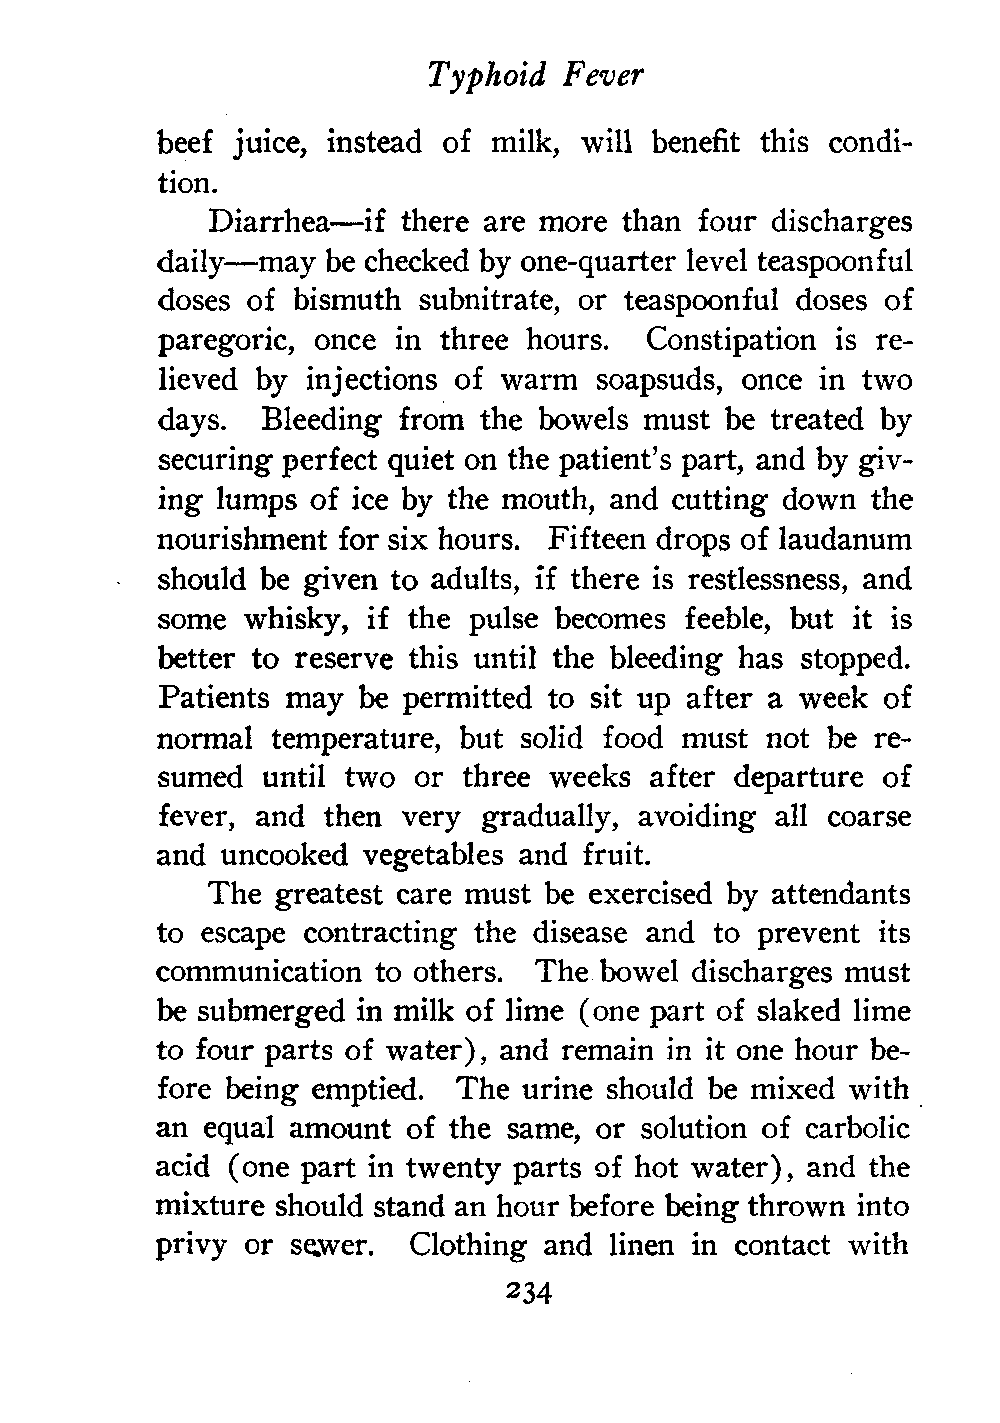 Typhoid Fever
beef juice, instead of milk, will benefit this condi-
tion.
Diarrhea—if there are more than four discharges
daily—may be checked by one-quarter level teaspoonful
doses of bismuth subnitrate, or teaspoonful doses of
paregoric, once in three hours. Constipation is re-
lieved by injections of warm soapsuds, once in two
days. Bleeding from the bowels must be treated by
securing perfect quiet on the patient's part, and by giv-
ing lumps of ice by the mouth, and cutting down the
nourishment for six hours. Fifteen drops of laudanum
should be given to adults, if there is restlessness, and
some whisky, if the pulse becomes feeble, but it is
better to reserve this until the bleeding has stopped.
Patients may be permitted to sit up after a week of
normal temperature, but solid food must not be re-
sumed until two or three weeks after departure of
fever, and then very gradually, avoiding all coarse
and uncooked vegetables and fruit.
The greatest care must be exercised by attendants
to escape contracting the disease and to prevent its
communication to others. The bowel discharges must
be submerged in milk of lime (one part of slaked lime
to four parts of water), and remain in it one hour be-
fore being emptied. The urine should be mixed with
an equal amount of the same, or solution of carbolic
acid (one part in twenty parts of hot water), and the
mixture should stand an hour before being thrown into
privy or sewer. Clothing and linen in contact with
234